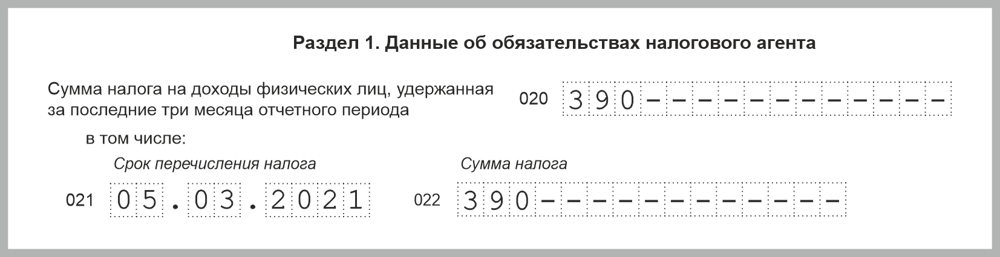 Раздел 1. Данные об обязательствах налогового агента
Сумма налога на доходы физических лиц, удержанная
за последние три месяца отчетного периода
020 390------------
в том числе:
Срок перечисления налога Сумма налога
021 05.03.2021 022 390------------